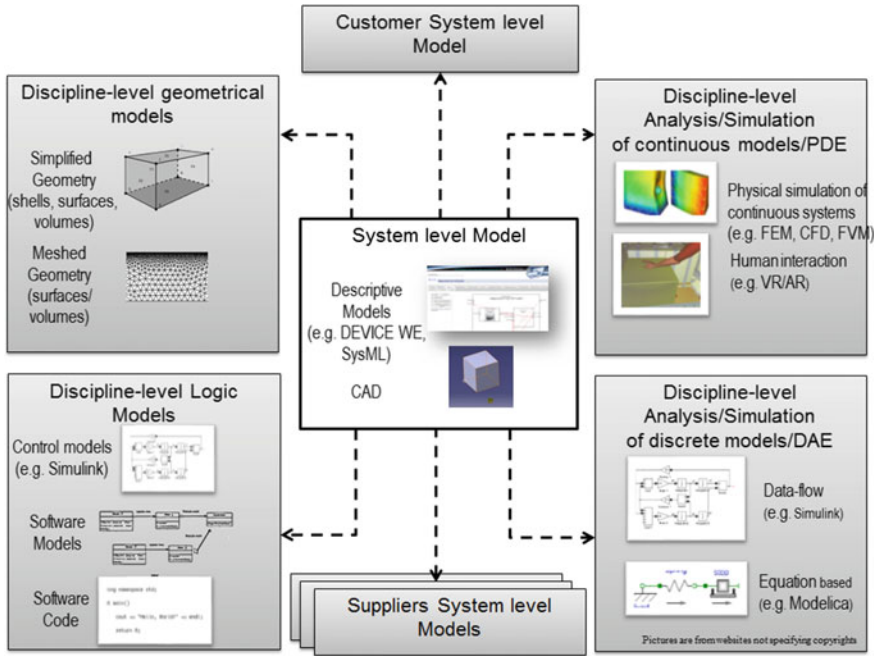 Customer System level
Model
Discipline-level geometrical
models
Simplified
Geometry
(shells, surfaces,
volumes)
Meshed
Geometry
(surfaces/
volumes)
Discipline-level
Analysis/Simulation
of continuous models/PDE
Physical simulation of
continuous systems
(e.g. FEM, CFD, FVM)
Human interaction
(e.g. VR/AR)
System level Model
Descriptive
Models
(e.g. DEVICE WE,
SysML)
CAD
Discipline-level Logic
Models
Control models
(e.g. Simulink)
Software
Models
Software
Code
return 0;
Discipline-level
Analysis/Simulation
of discrete models/DAE
Data-flow
(e.g. Simulink)
Equation based
(e.g. Modelica)
Pictures are from websites not specifying copyrights
Suppliers System level
Models